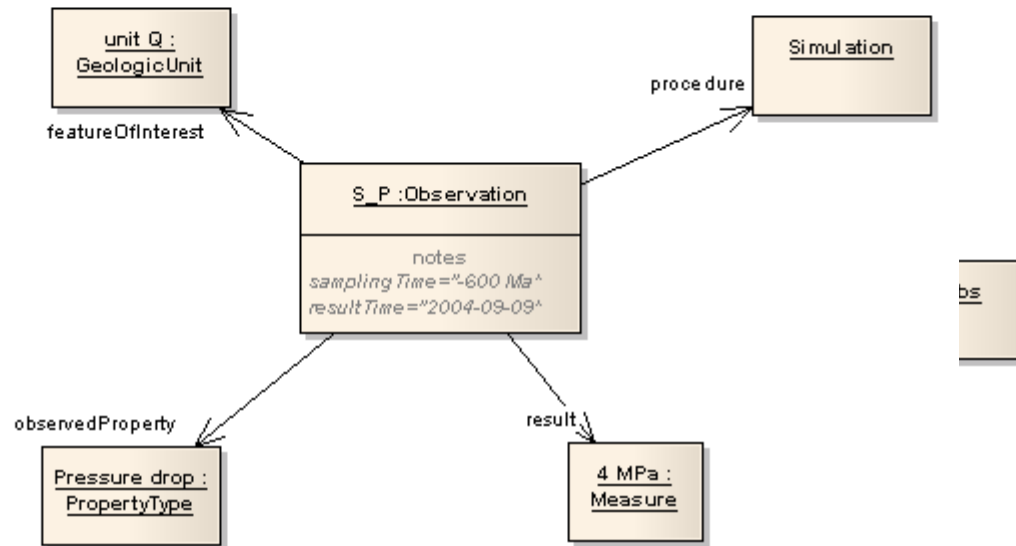 unit Q :
GeologicUnit
Simulation
procedure
featureOfInterest
S_P :Observation
notes
samplingTime="-600 Ma"
resultTime="2004-09-09"
observedProperty
result
Pressure drop :
PropertyType
4 MPa :
Measure